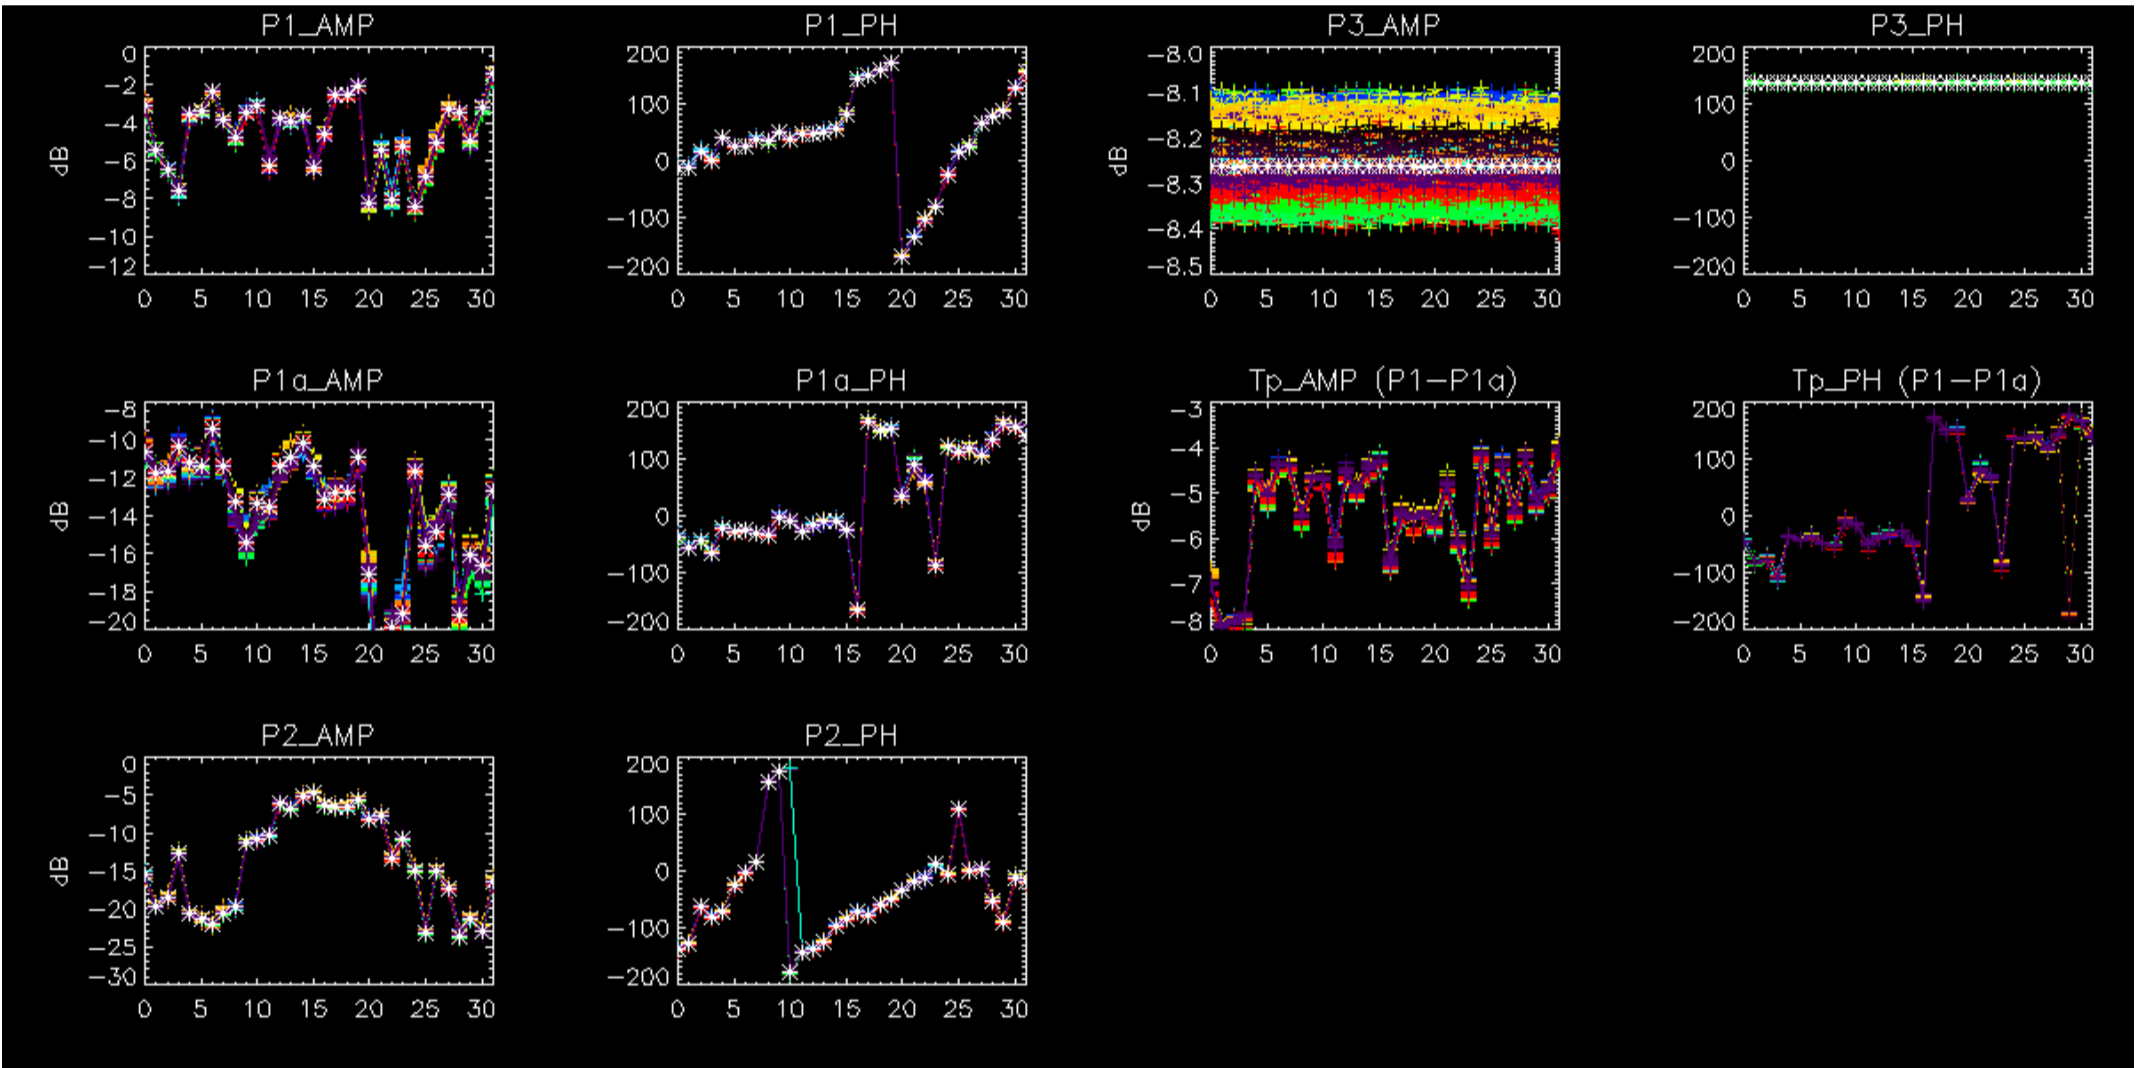 P1_AMP
0
−2
−4
−6
−8
−10
−12
dB
0 5 10 15 20 25 30
P1_PH
200
100
0
−100
−200
0 5 10 15 20 25 30
P3_AMP
−8.0
−8.1
−8.2
−8.3
−8.4
−8.5
dB
0 5 10 15 20 25 30
P3_PH
200
100
0
−100
−200
0 5 10 15 20 25 30
P1a_AMP
−8
−10
−12
−14
−16
−18
−20
dB
0 5 10 15 20 25 30
P1a_PH
200
100
0
−100
−200
0 5 10 15 20 25 30
Tp_AMP (P1−P1a)
−3
−4
−5
−6
−7
−8
dB
0 5 10 15 20 25 30
Tp_PH (P1−P1a)
200
100
0
−100
−200
0 5 10 15 20 25 30
P2_AMP
0
−5
−10
−15
−20
−25
−30
dB
0 5 10 15 20 25 30
P2_PH
200
100
0
−100
−200
0 5 10 15 20 25 30